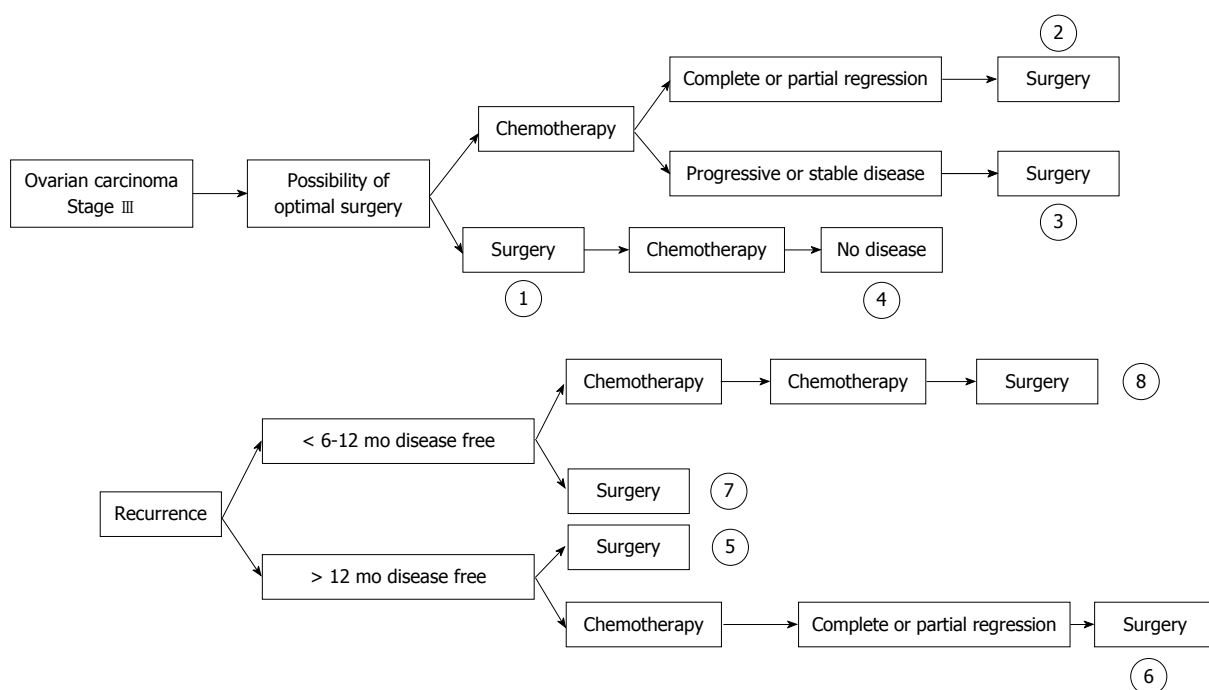 2
Complete or partial regression
Surgery
Chemotherapy
Ovarian carcinoma
Stage Ⅲ
Possibility of
optimal surgery
Progressive or stable disease
Surgery
3
Surgery
Chemotherapy
No disease
1
4
Chemotherapy
Chemotherapy
Surgery
8
< 6-12 mo disease free
Surgery
7
Recurrence
Surgery
5
> 12 mo disease free
Chemotherapy
Complete or partial regression
Surgery
6